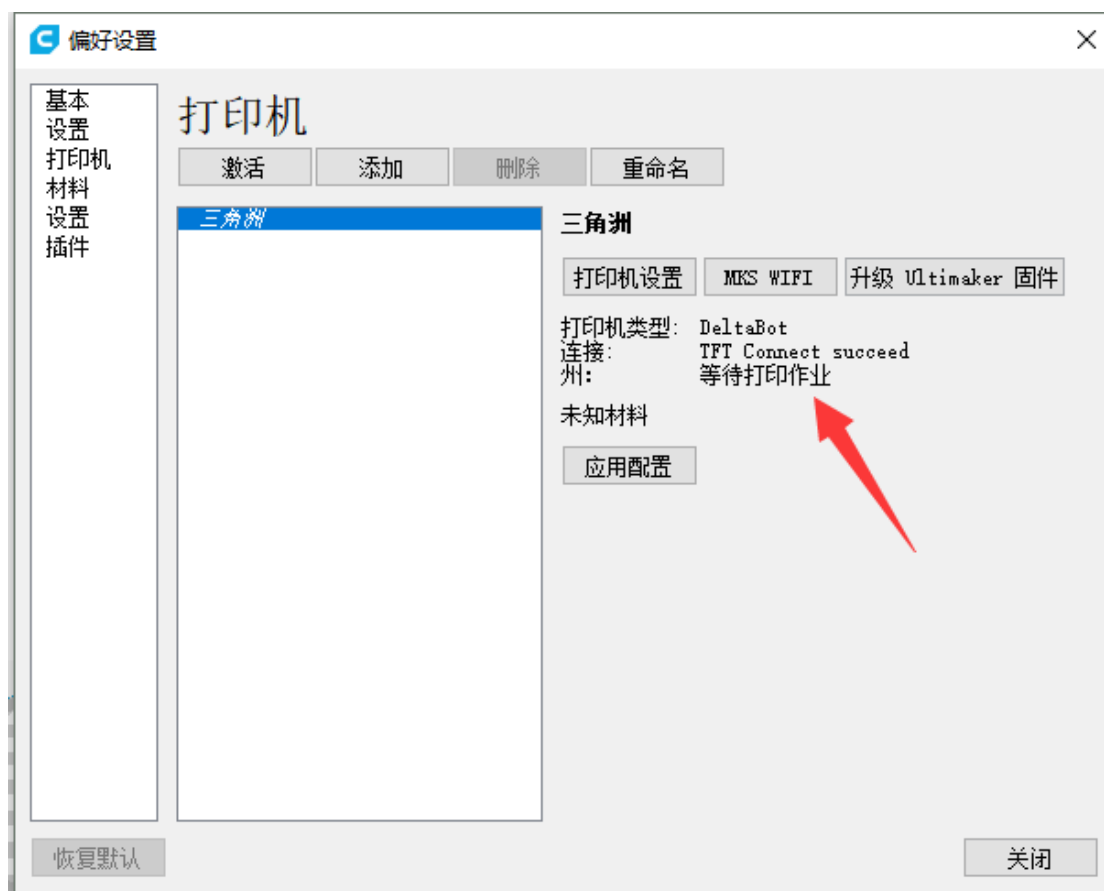 偏好设置
基本
设置
打印机
材料
设置
插件
打印机
激活 添加 删除 重命名
三角洲
三角洲
打印机设置 MKS WIFI 升级 Ultimaker 固件
打印机类型: DeltaBot
连接: TFT Connect succeed
州: 等待打印作业
未知材料
应用配置
恢复默认 关闭